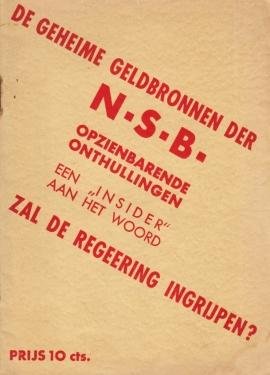 DE GEHEIME GELDBRONNEN DER
N.S.B.
OPZIENBARENDE
ONTHULLINGEN
EEN „INSIDER”
AAN HET WOORD
ZAL DE REGEERING INGRIJPEN?
PRIJS 10 cts.